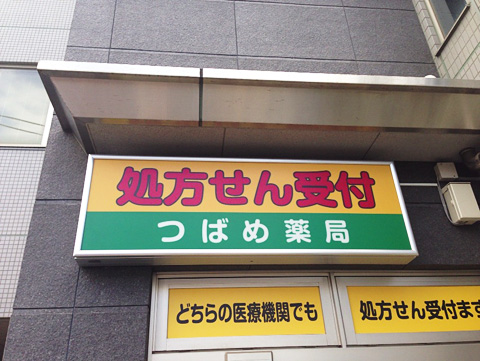 処方せん受付
つばめ薬局
どちらの医療機関でも
処方せん受付ます